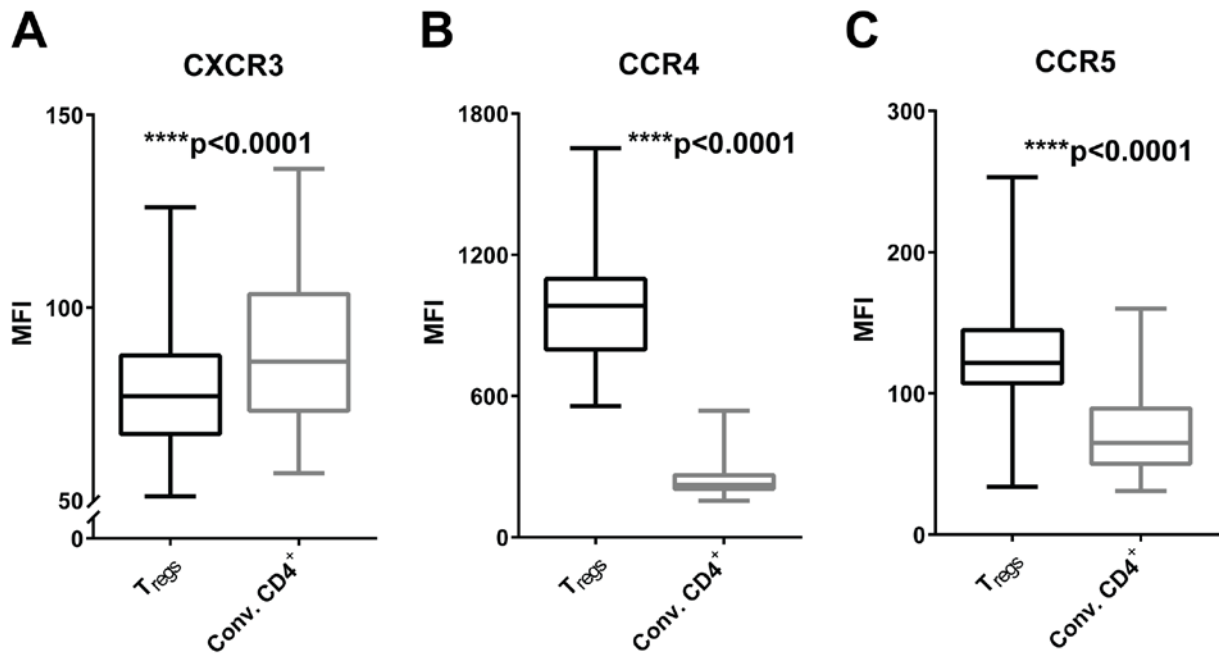 A
CXCR3
****p<0.0001
MFI
150
100
50
0
Tregs
Conv. CD4+
B
CCR4
****p<0.0001
MFI
1800
1200
600
0
Tregs
Conv. CD4+
C
CCR5
****p<0.0001
MFI
300
200
100
0
Tregs
Conv. CD4+